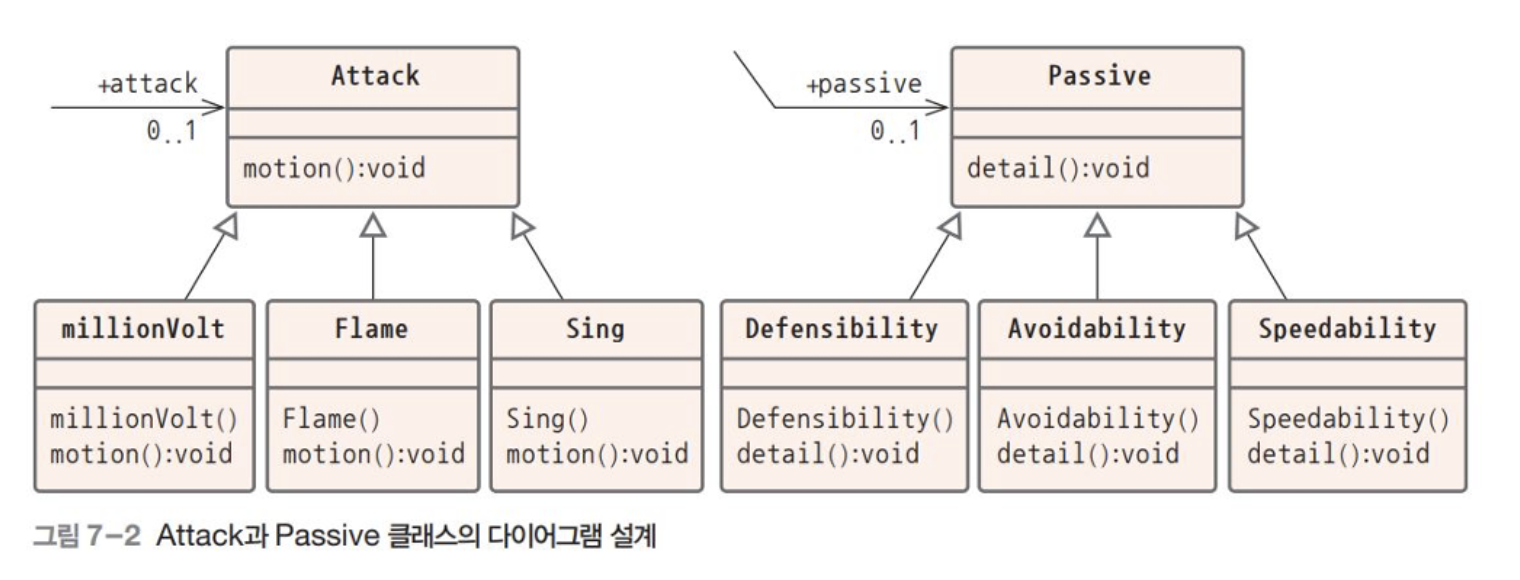 +attack
0..1
Attack
motion():void
+passive
0..1
Passive
detail():void
millionVolt
millionVolt()
motion():void
Flame
Flame()
motion():void
Sing
Sing()
motion():void
Defensibility
Defensibility()
detail():void
Avoidability
Avoidability()
detail():void
Speedability
Speedability()
detail():void
그림 7-2 Attack과 Passive 클래스의 다이어그램 설계